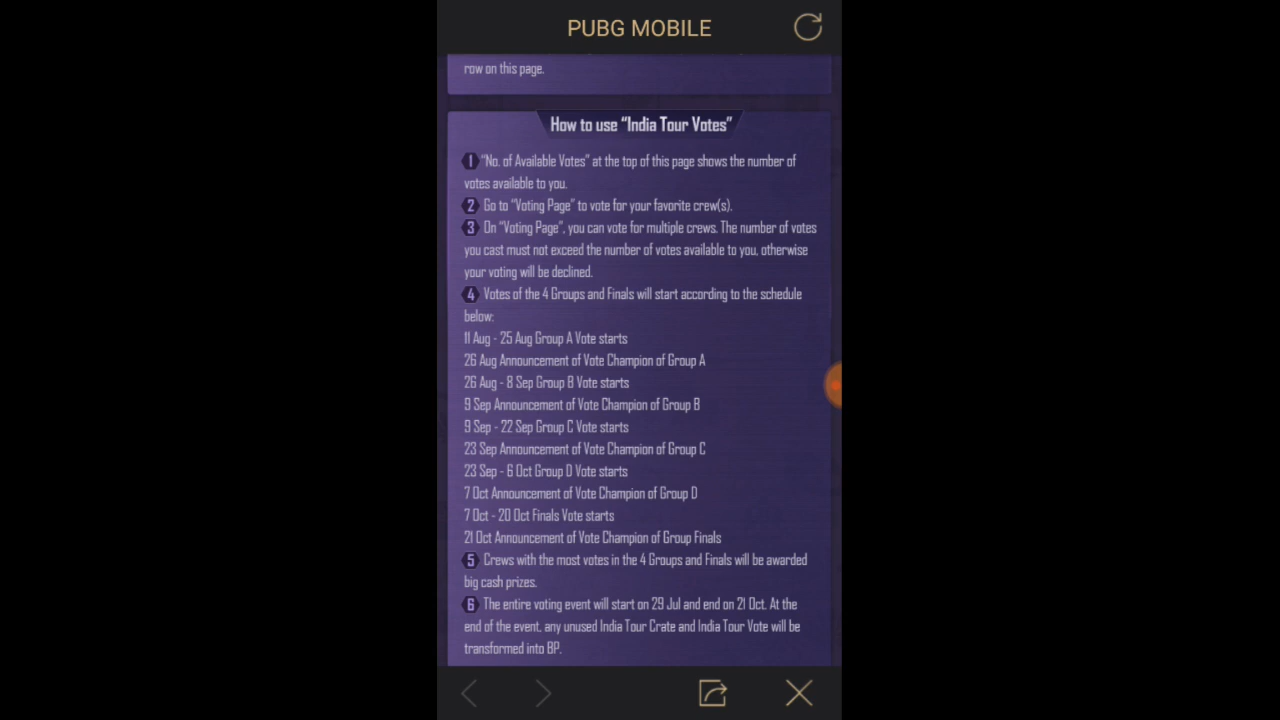 PUBG MOBILE
row on this page.
How to use “India Tour Votes”
1 “No. of Available Votes” at the top of this page shows the number of
votes available to you.
2 Go to “Voting Page” to vote for your favorite crew(s).
3 On “Voting Page”, you can vote for multiple crews. The number of votes
you cast must not exceed the number of votes available to you, otherwise
your voting will be declined.
4 Votes of the 4 Groups and Finals will start according to the schedule
below:
11 Aug - 25 Aug Group A Vote starts
26 Aug Announcement of Vote Champion of Group A
26 Aug - 8 Sep Group B Vote starts
9 Sep Announcement of Vote Champion of Group B
9 Sep - 22 Sep Group C Vote starts
23 Sep Announcement of Vote Champion of Group C
23 Sep - 6 Oct Group D Vote starts
7 Oct Announcement of Vote Champion of Group D
7 Oct - 20 Oct Finals Vote starts
21 Oct Announcement of Vote Champion of Group Finals
5 Crews with the most votes in the 4 Groups and Finals will be awarded
big cash prizes.
6 The entire voting event will start on 29 Jul and end on 21 Oct. At the
end of the event, any unused India Tour Crate and India Tour Vote will be
transformed into BP.